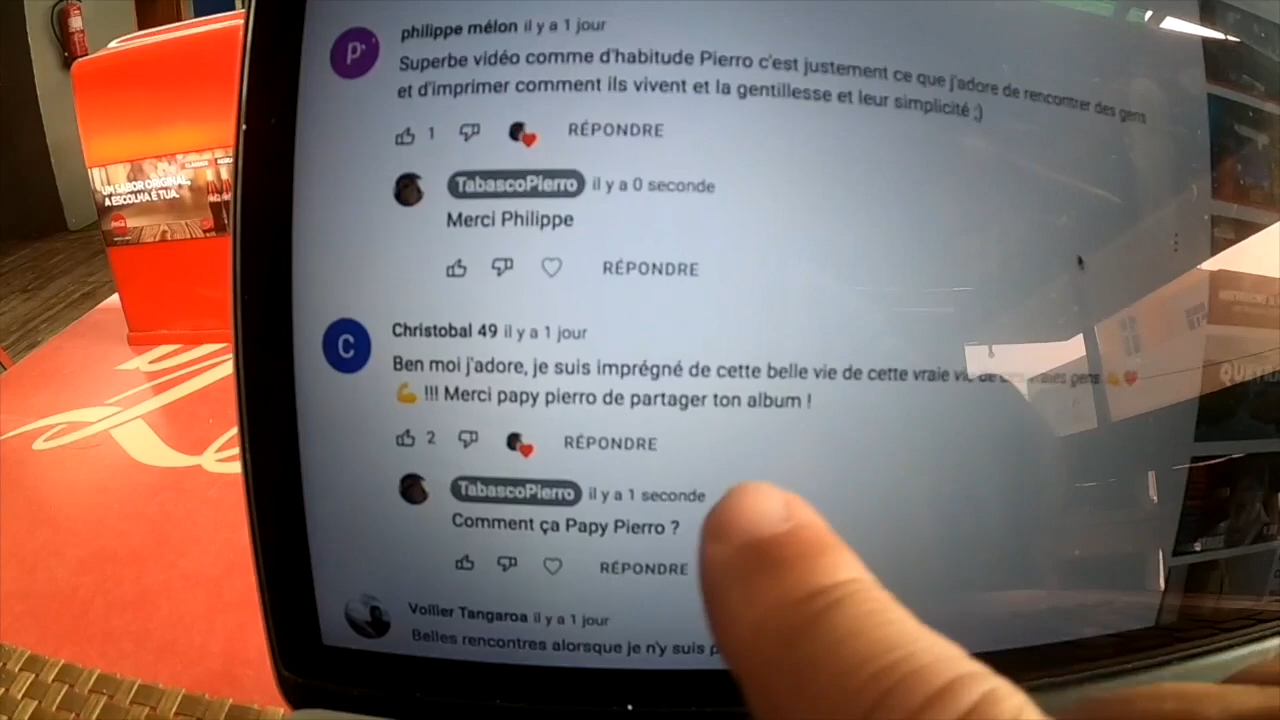 philippe mélon il y a 1 jour
Superbe vidéo comme d'habitude Pierro c'est justement ce que j'adore de rencontrer des gens
et d'imprimer comment ils vivent et la gentillesse et leur simplicité ;)
1
RÉPONDRE
TabascoPierro il y a 0 seconde
Merci Philippe
RÉPONDRE
UM SABOR ORIGINAL,
A ESCOLHA É TUA.
Christobal 49 il y a 1 jour
Ben moi j'adore, je suis imprégné de cette belle vie de cette vraie vie de ces vraies gens 💪❤️
💪 !!! Merci papy pierro de partager ton album !
2
RÉPONDRE
TabascoPierro il y a 1 seconde
Comment ça Papy Pierro ?
RÉPONDRE
Voilier Tangaroa il y a 1 jour
Belles rencontres alorsque je n'y suis p